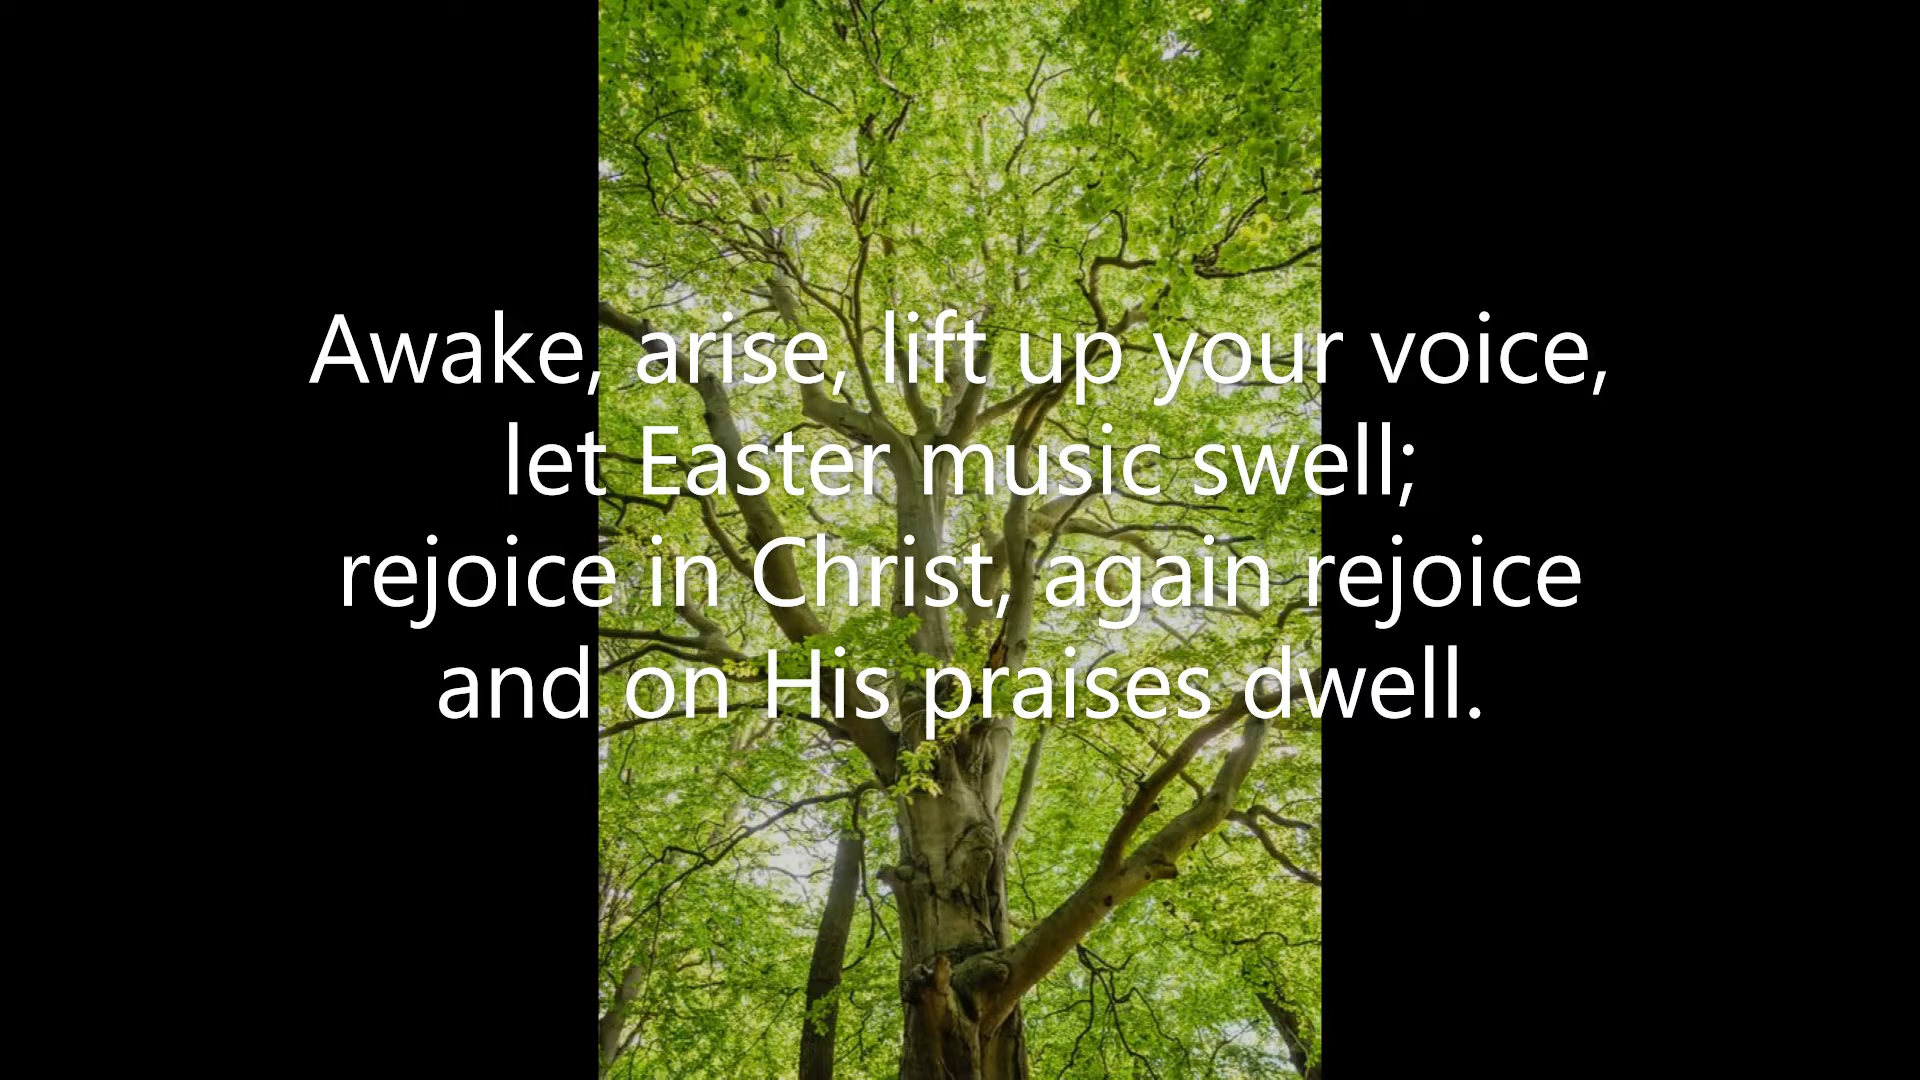 Awake, arise, lift up your voice,
let Easter music swell;
rejoice in Christ, again rejoice
and on His praises dwell.